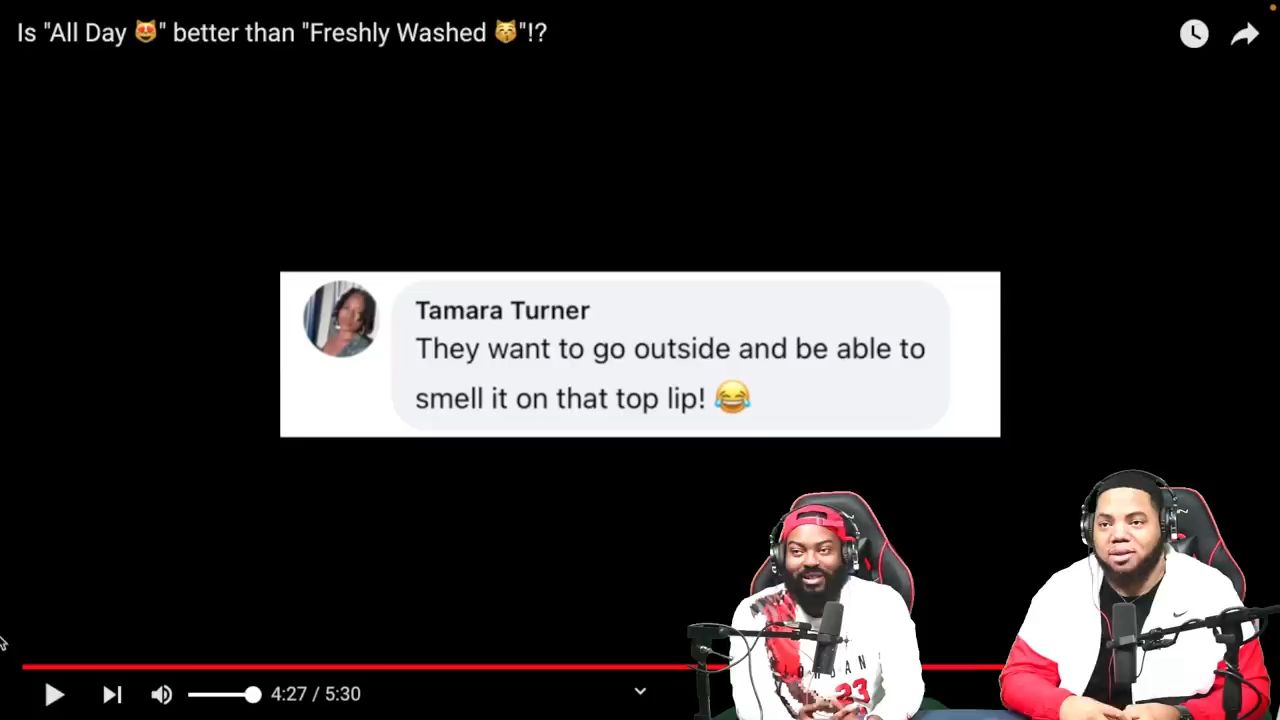 Is "All Day 😻" better than "Freshly Washed 😽"!?
Tamara Turner
They want to go outside and be able to
smell it on that top lip! 😂
JORDAN
23
4:27 / 5:30